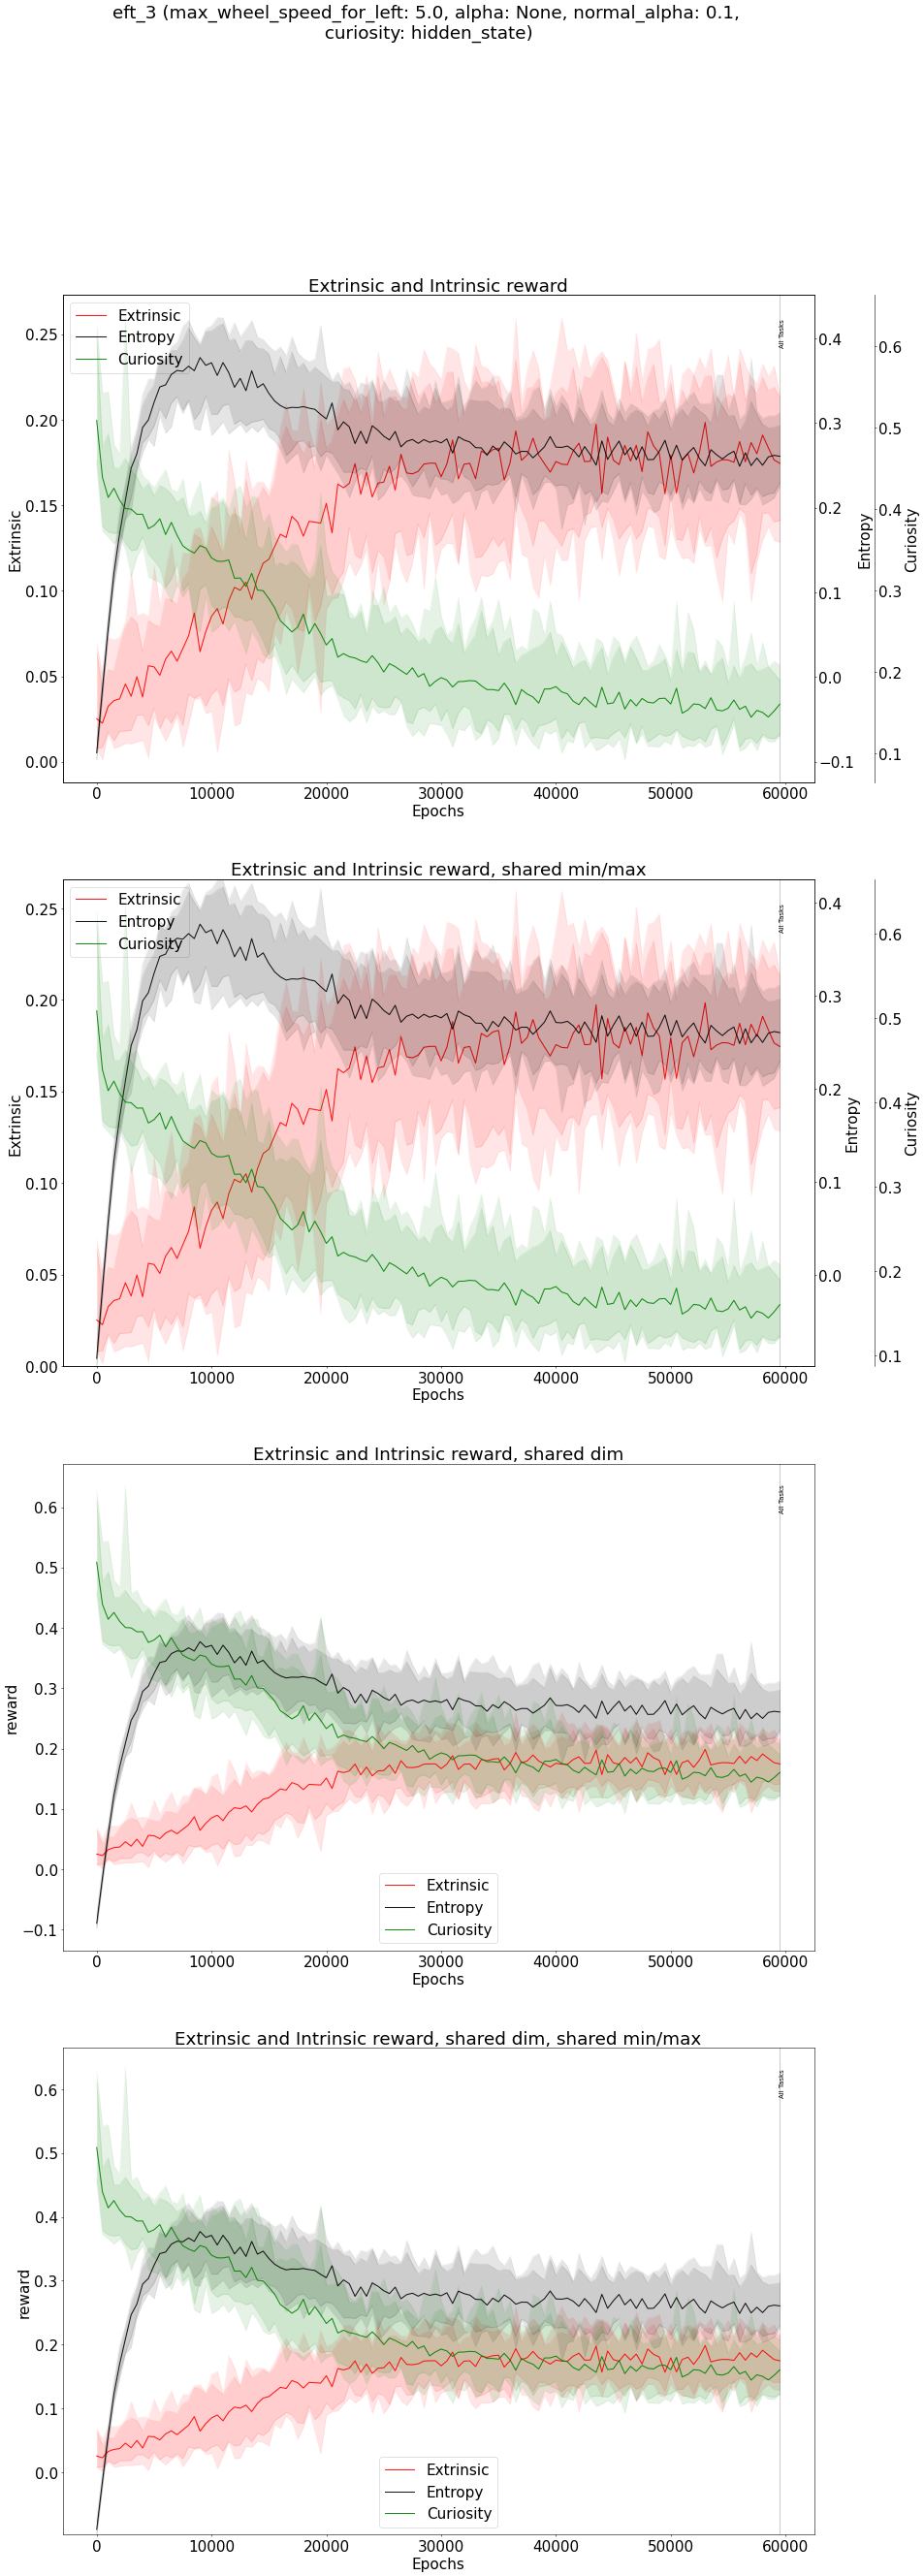 eft_3 (max_wheel_speed_for_left: 5.0, alpha: None, normal_alpha: 0.1,
curiosity: hidden_state)
Extrinsic and Intrinsic reward
Extrinsic
Entropy
Curiosity
All Tasks
0.25
0.20
0.15
0.10
0.05
0.00
Extrinsic
0.4
0.3
0.2
0.1
0.0
−0.1
Entropy
0.6
0.5
0.4
0.3
0.2
0.1
Curiosity
0 10000 20000 30000 40000 50000 60000
Epochs
Extrinsic and Intrinsic reward, shared min/max
Extrinsic
Entropy
Curiosity
All Tasks
0.25
0.20
0.15
0.10
0.05
0.00
Extrinsic
0.4
0.3
0.2
0.1
0.0
Entropy
0.6
0.5
0.4
0.3
0.2
0.1
Curiosity
0 10000 20000 30000 40000 50000 60000
Epochs
Extrinsic and Intrinsic reward, shared dim
All Tasks
0.6
0.5
0.4
0.3
0.2
0.1
0.0
−0.1
reward
Extrinsic
Entropy
Curiosity
0 10000 20000 30000 40000 50000 60000
Epochs
Extrinsic and Intrinsic reward, shared dim, shared min/max
All Tasks
0.6
0.5
0.4
0.3
0.2
0.1
0.0
reward
Extrinsic
Entropy
Curiosity
0 10000 20000 30000 40000 50000 60000
Epochs